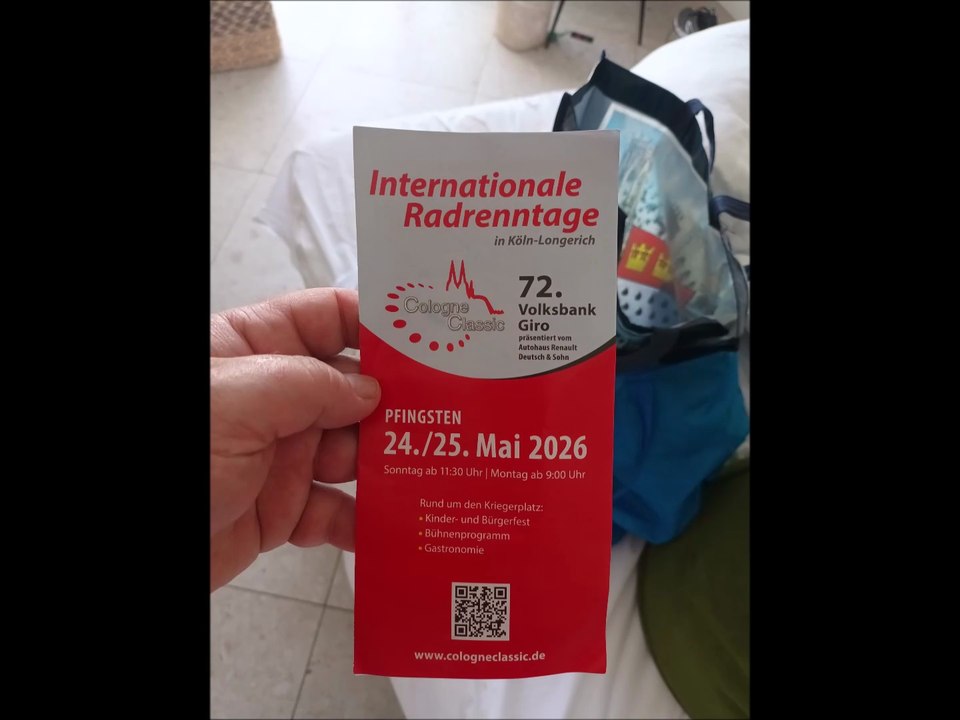 Internationale
Radrenntage
in Köln-Longerich
Cologne
Classic
72.
Volksbank
Giro
präsentiert vom
Autohaus Renault
Deutsch & Sohn
PFINGSTEN
24./25. Mai 2026
Sonntag ab 11:30 Uhr | Montag ab 9:00 Uhr
Rund um den Kriegerplatz:
• Kinder- und Bürgerfest
• Bühnenprogramm
• Gastronomie
www.cologneclassic.de